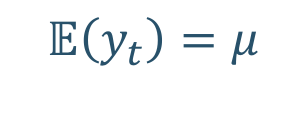 𝔼(yₜ) = μ